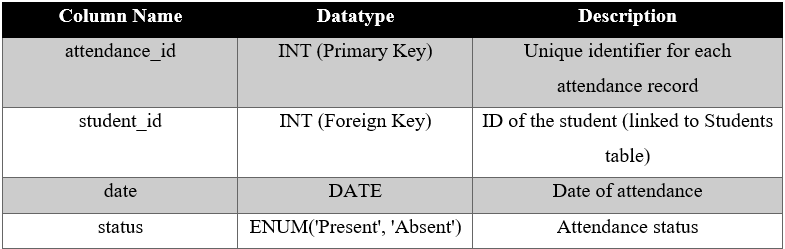 Column Name Datatype Description
attendance_id INT (Primary Key) Unique identifier for each
attendance record
student_id INT (Foreign Key) ID of the student (linked to Students
table)
date DATE Date of attendance
status ENUM('Present', 'Absent') Attendance status